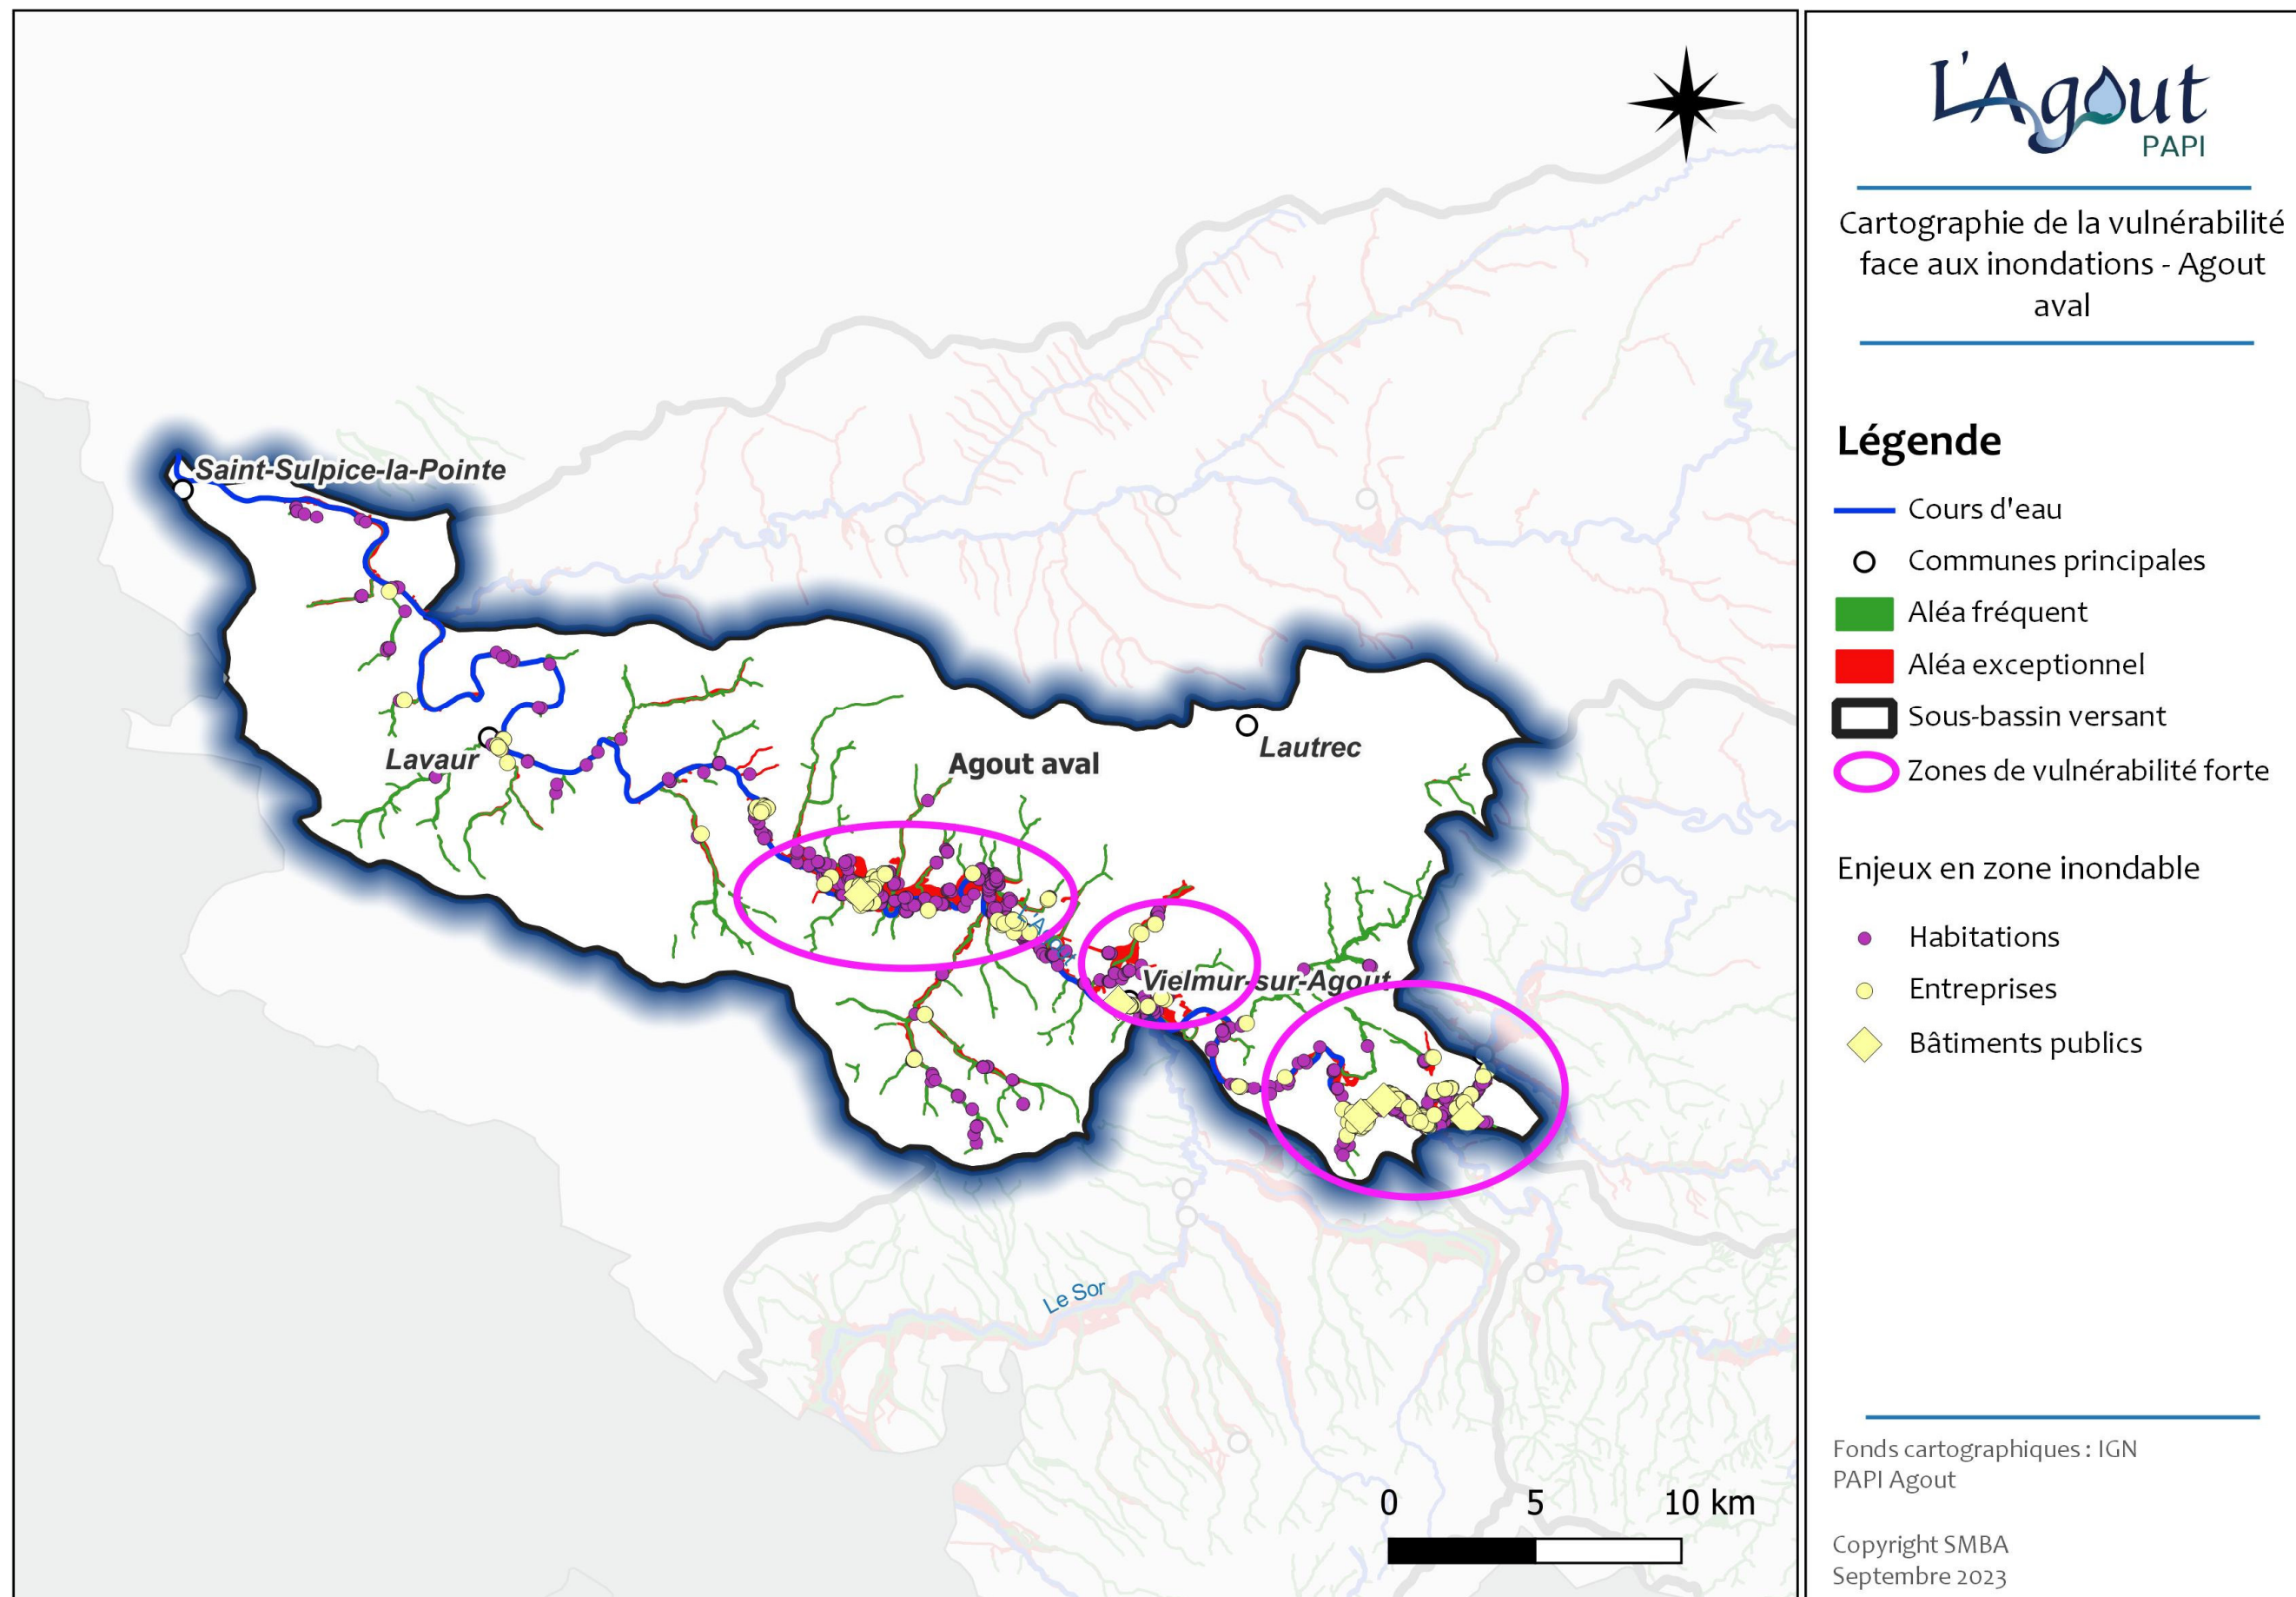 L'Agout
PAPI
Cartographie de la vulnérabilité
face aux inondations - Agout
aval
Légende
Cours d'eau
Communes principales
Aléa fréquent
Aléa exceptionnel
Sous-bassin versant
Zones de vulnérabilité forte
Enjeux en zone inondable
Habitations
Entreprises
Bâtiments publics
Fonds cartographiques : IGN
PAPI Agout
Copyright SMBA
Septembre 2023
Saint-Sulpice-la-Pointe
Lavaur
Agout aval
Lautrec
Vielmur-sur-Agout
Le Sor
0 5 10 km